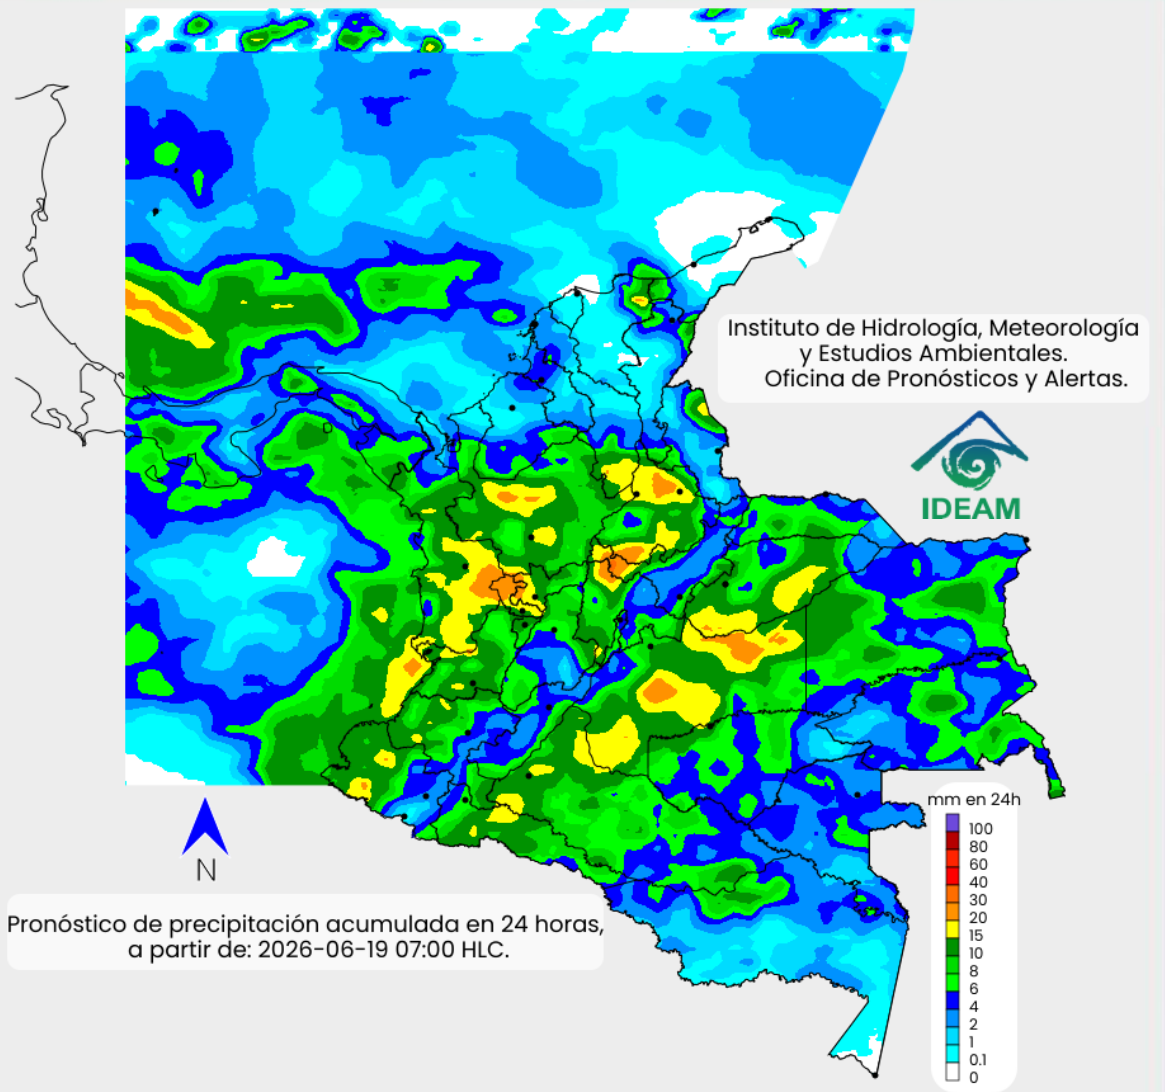 Instituto de Hidrología, Meteorología
y Estudios Ambientales.
Oficina de Pronósticos y Alertas.
IDEAM
mm en 24h
100
80
60
40
30
20
15
10
8
6
4
2
1
0.1
0
N
Pronóstico de precipitación acumulada en 24 horas,
a partir de: 2026-06-19 07:00 HLC.